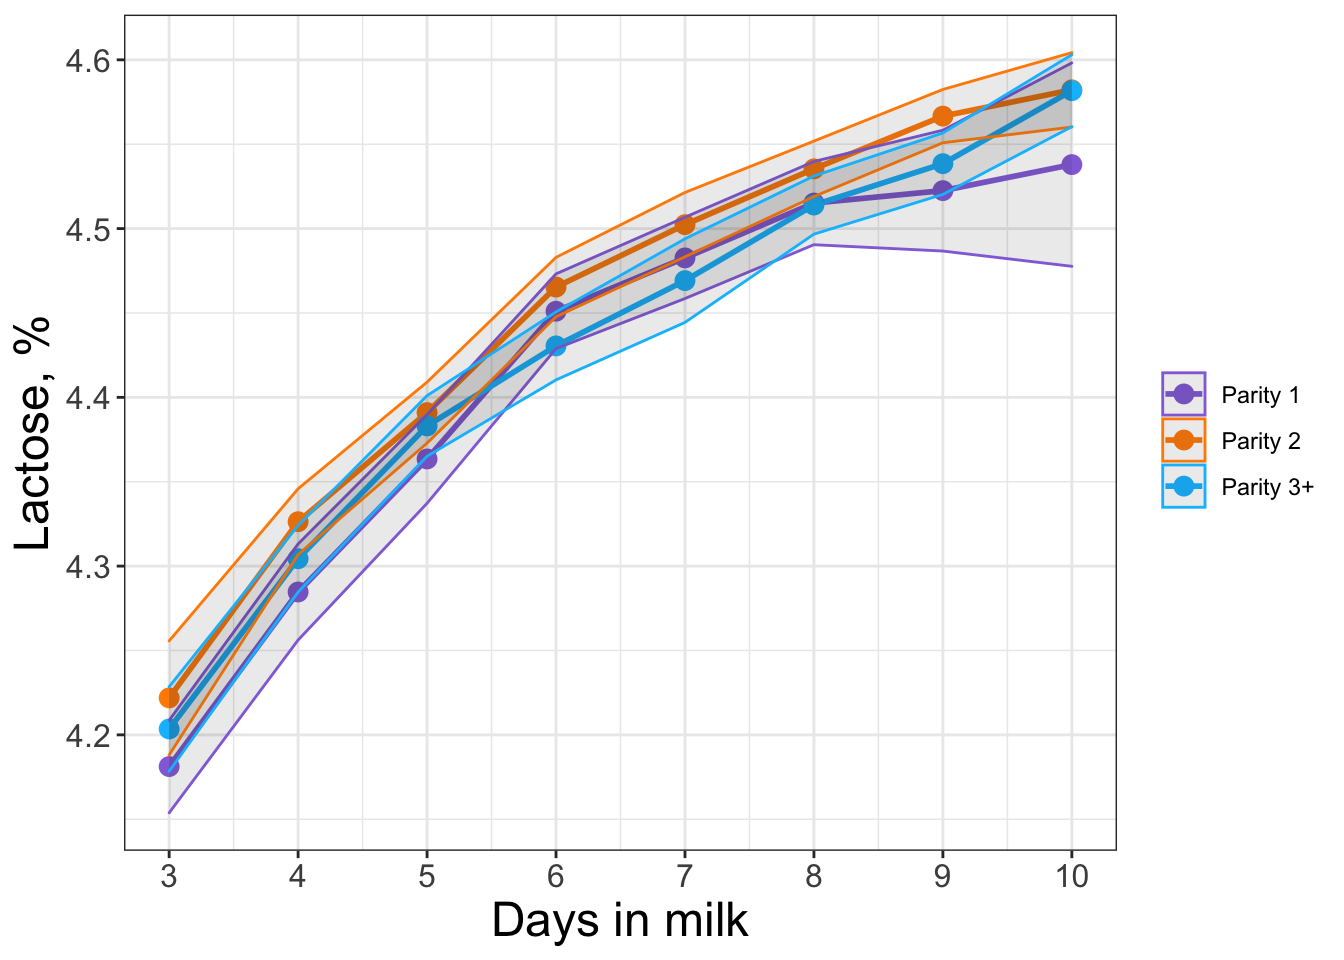 4.6
4.5
4.4
4.3
4.2
Lactose, %
3 4 5 6 7 8 9 10
Days in milk
Parity 1
Parity 2
Parity 3+